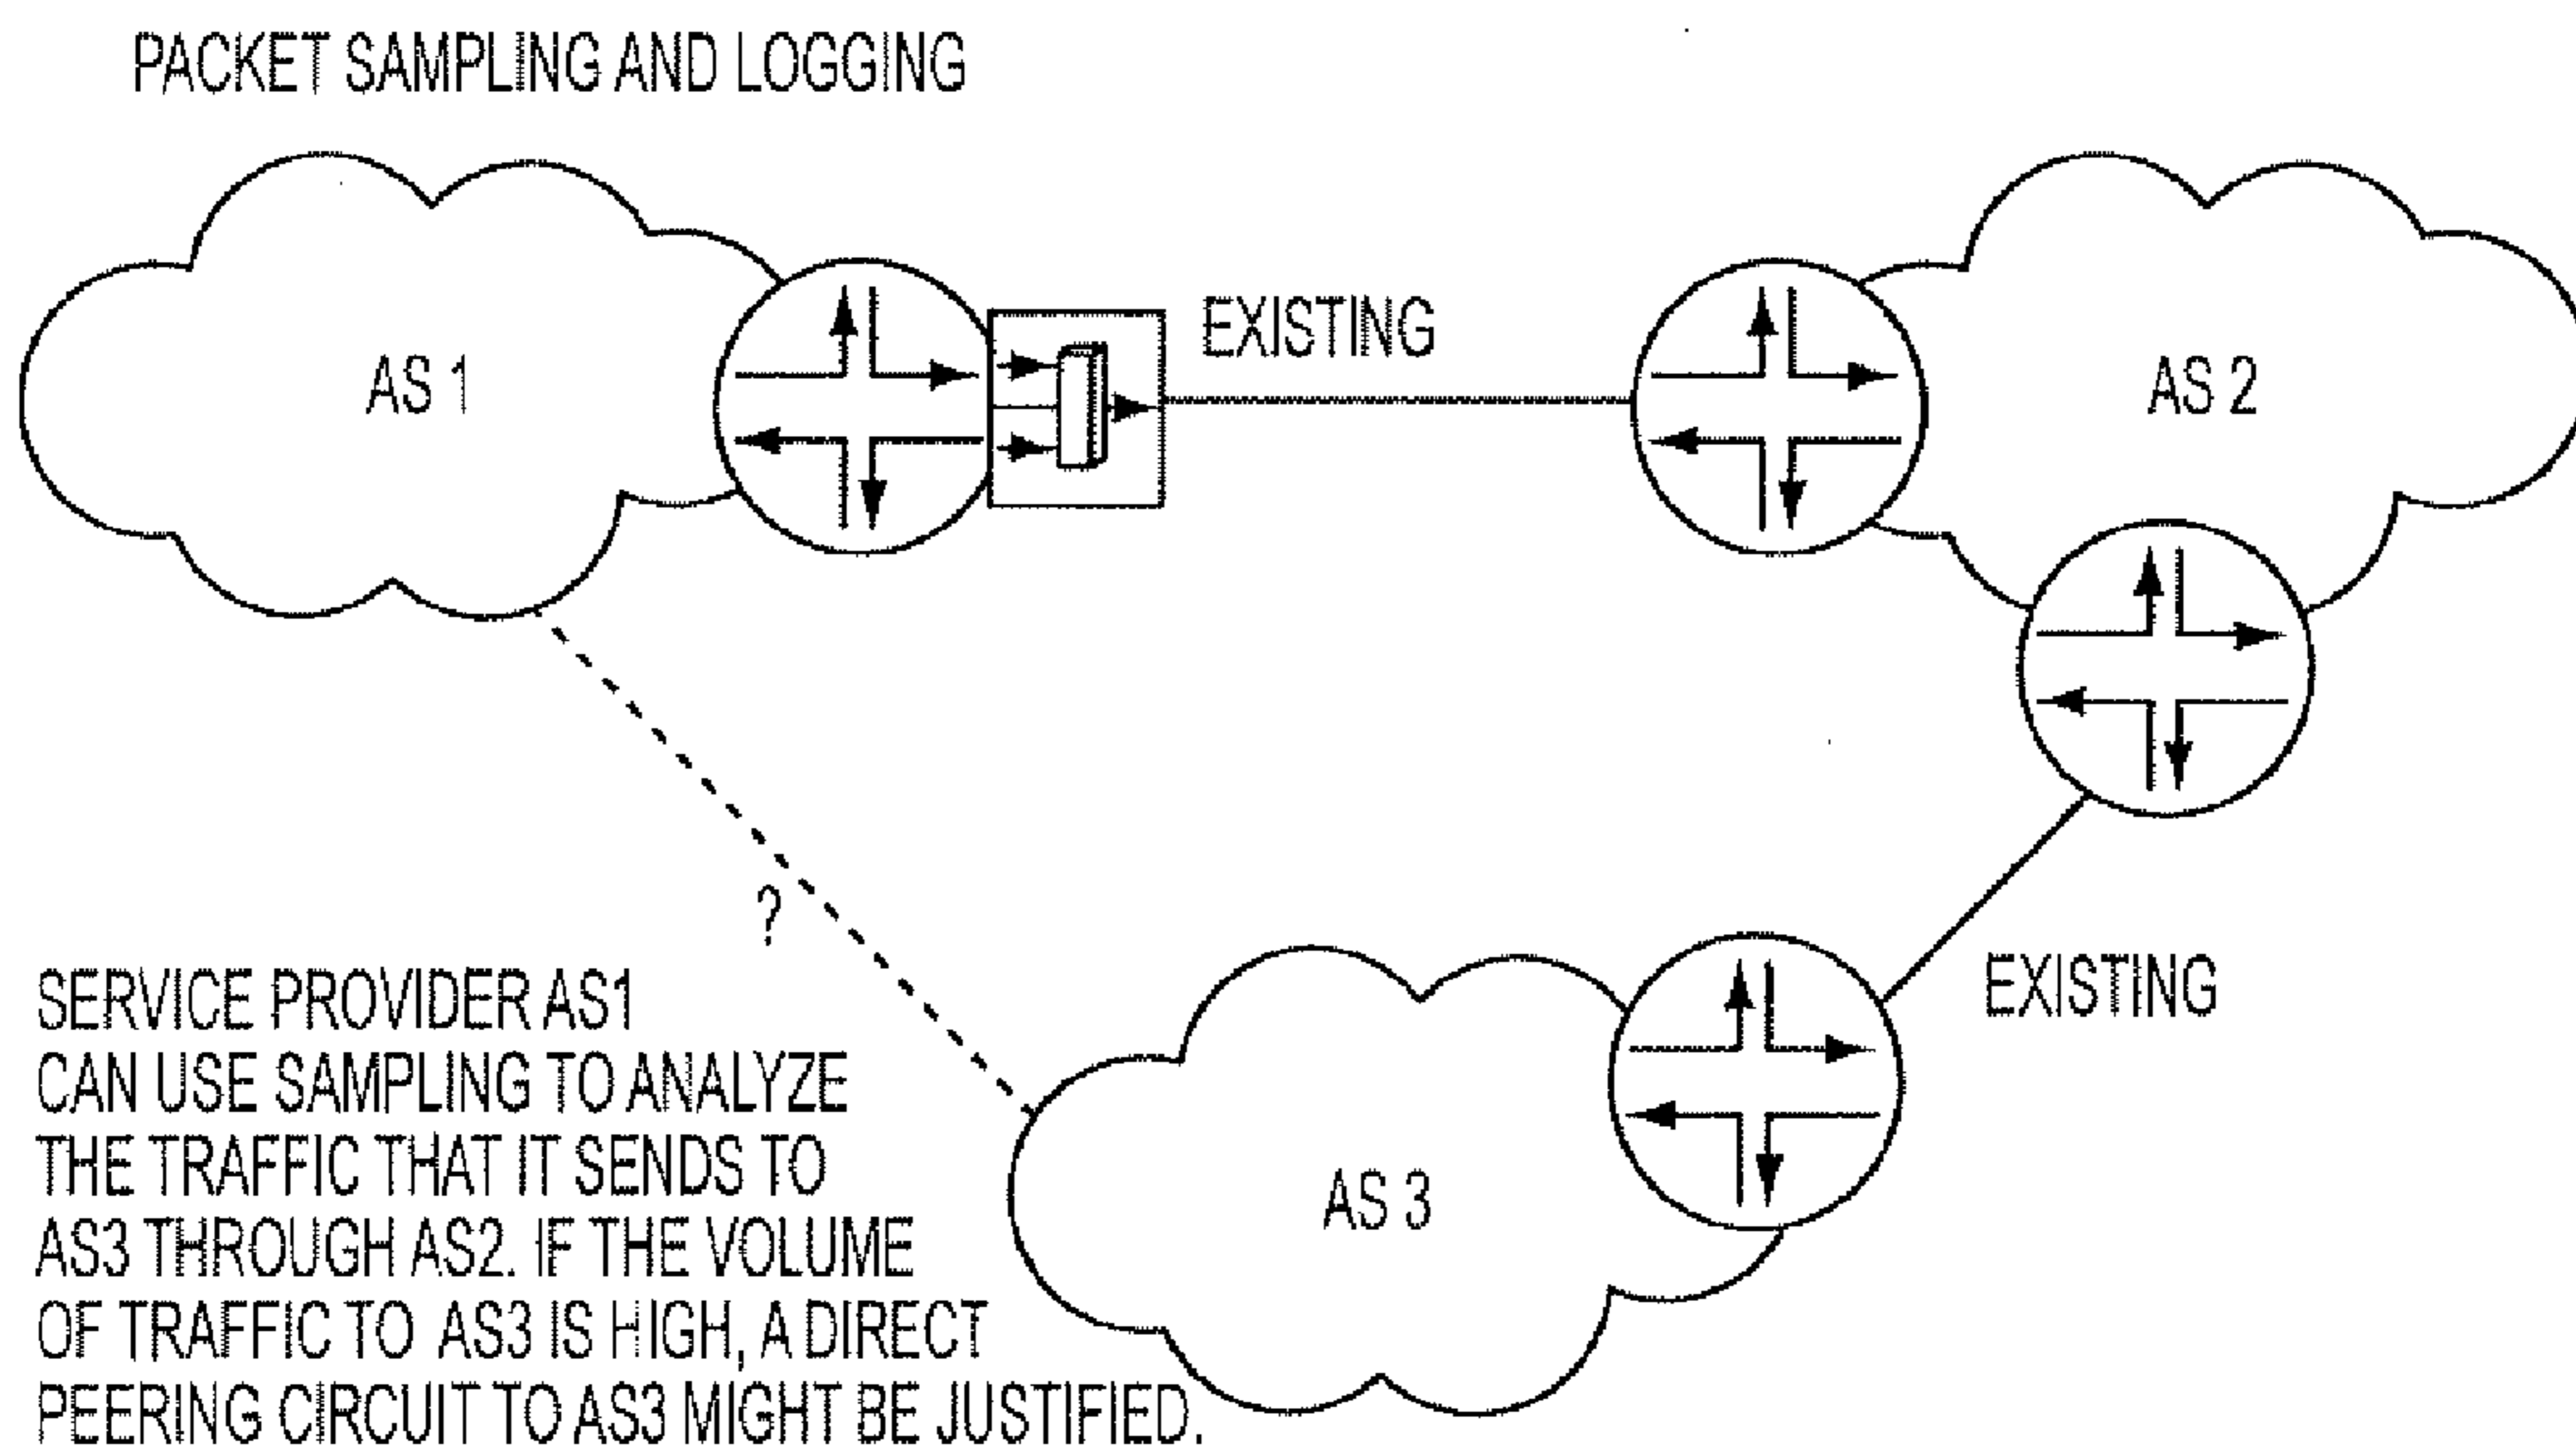 PACKET SAMPLING AND LOGGING
AS 1
EXISTING
AS 2
?
EXISTING
AS 3
SERVICE PROVIDER AS1
CAN USE SAMPLING TO ANALYZE
THE TRAFFIC THAT IT SENDS TO
AS3 THROUGH AS2. IF THE VOLUME
OF TRAFFIC TO AS3 IS HIGH, A DIRECT
PEERING CIRCUIT TO AS3 MIGHT BE JUSTIFIED.